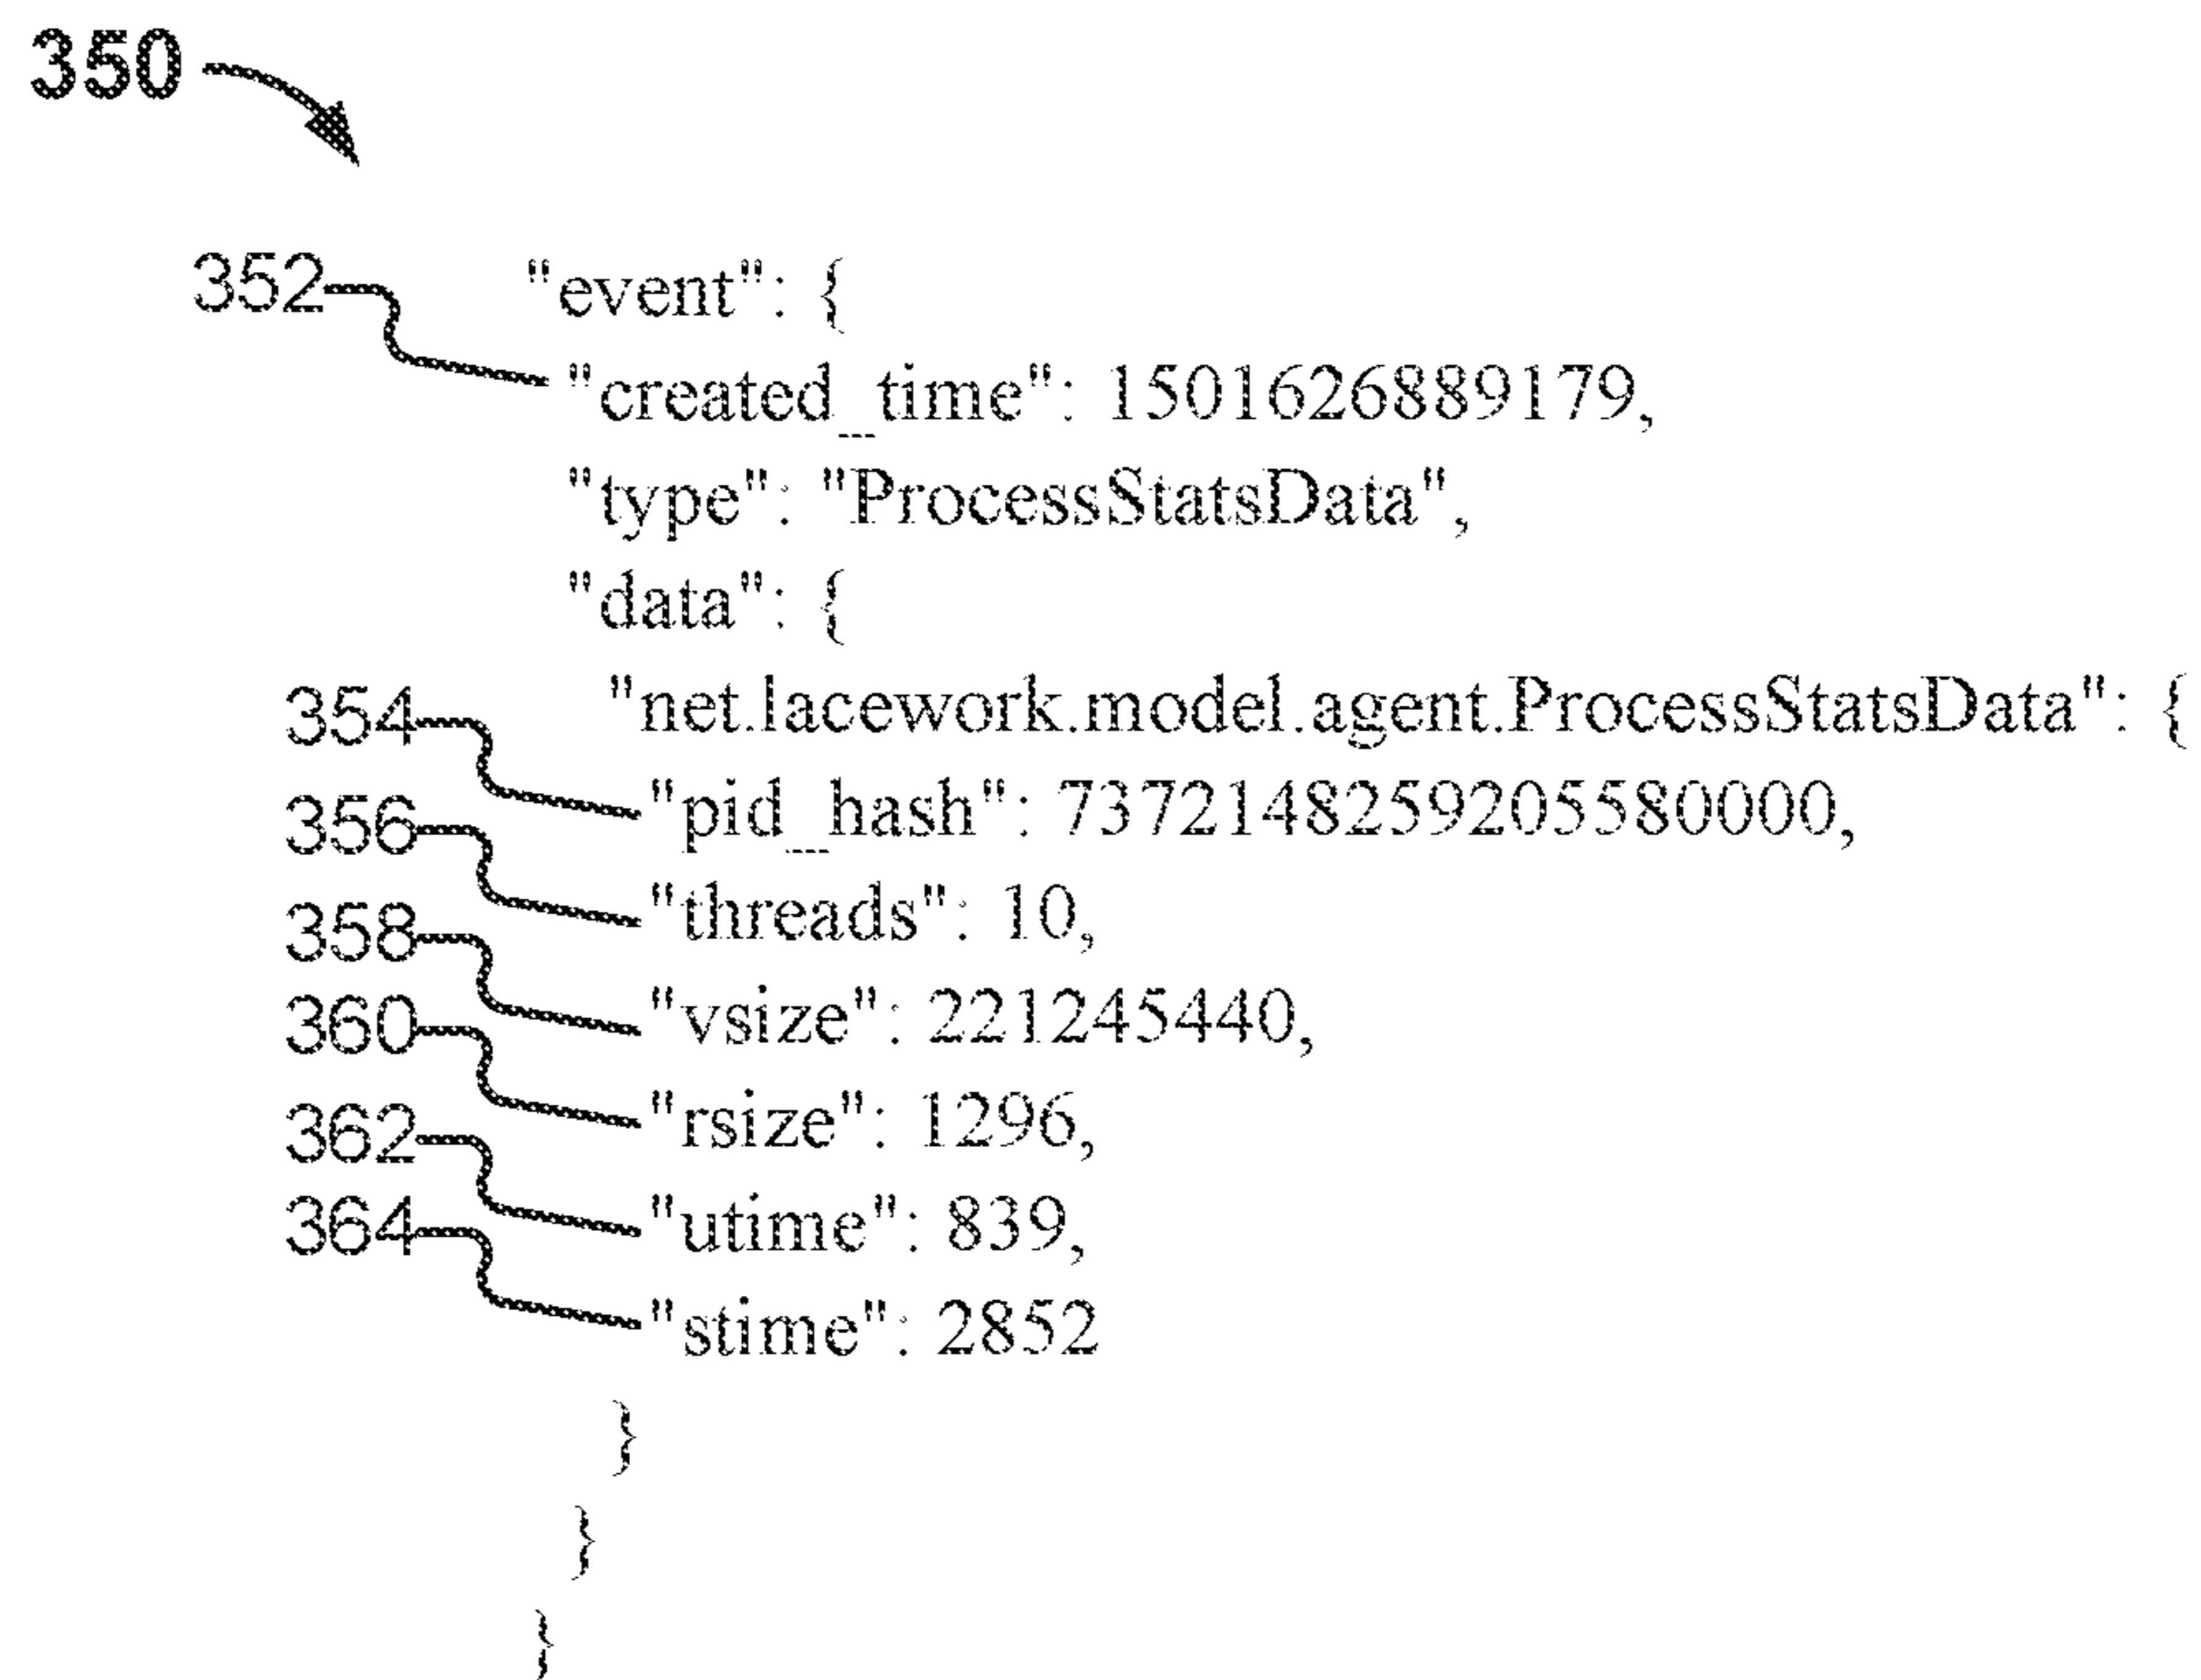 350
352 "event": {
"created_time": 1501626889179,
"type": "ProcessStatsData",
"data": {
354 "net.lacework.model.agent.ProcessStatsData": {
356 "pid_hash": 7372148259205580000,
358 "threads": 10,
360 "vsize": 221245440,
362 "rsize": 1296,
364 "utime": 839,
"stime": 2852
}
}
}